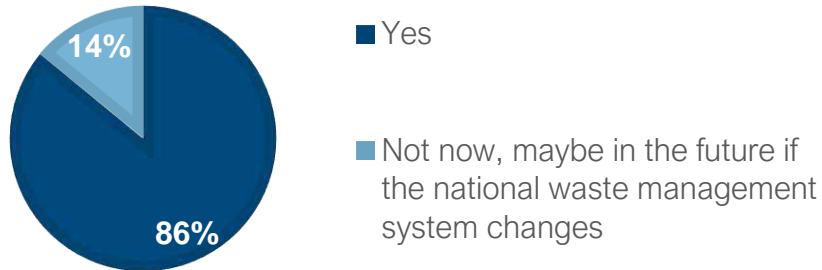 14%
86%
Yes
Not now, maybe in the future if
the national waste management
system changes